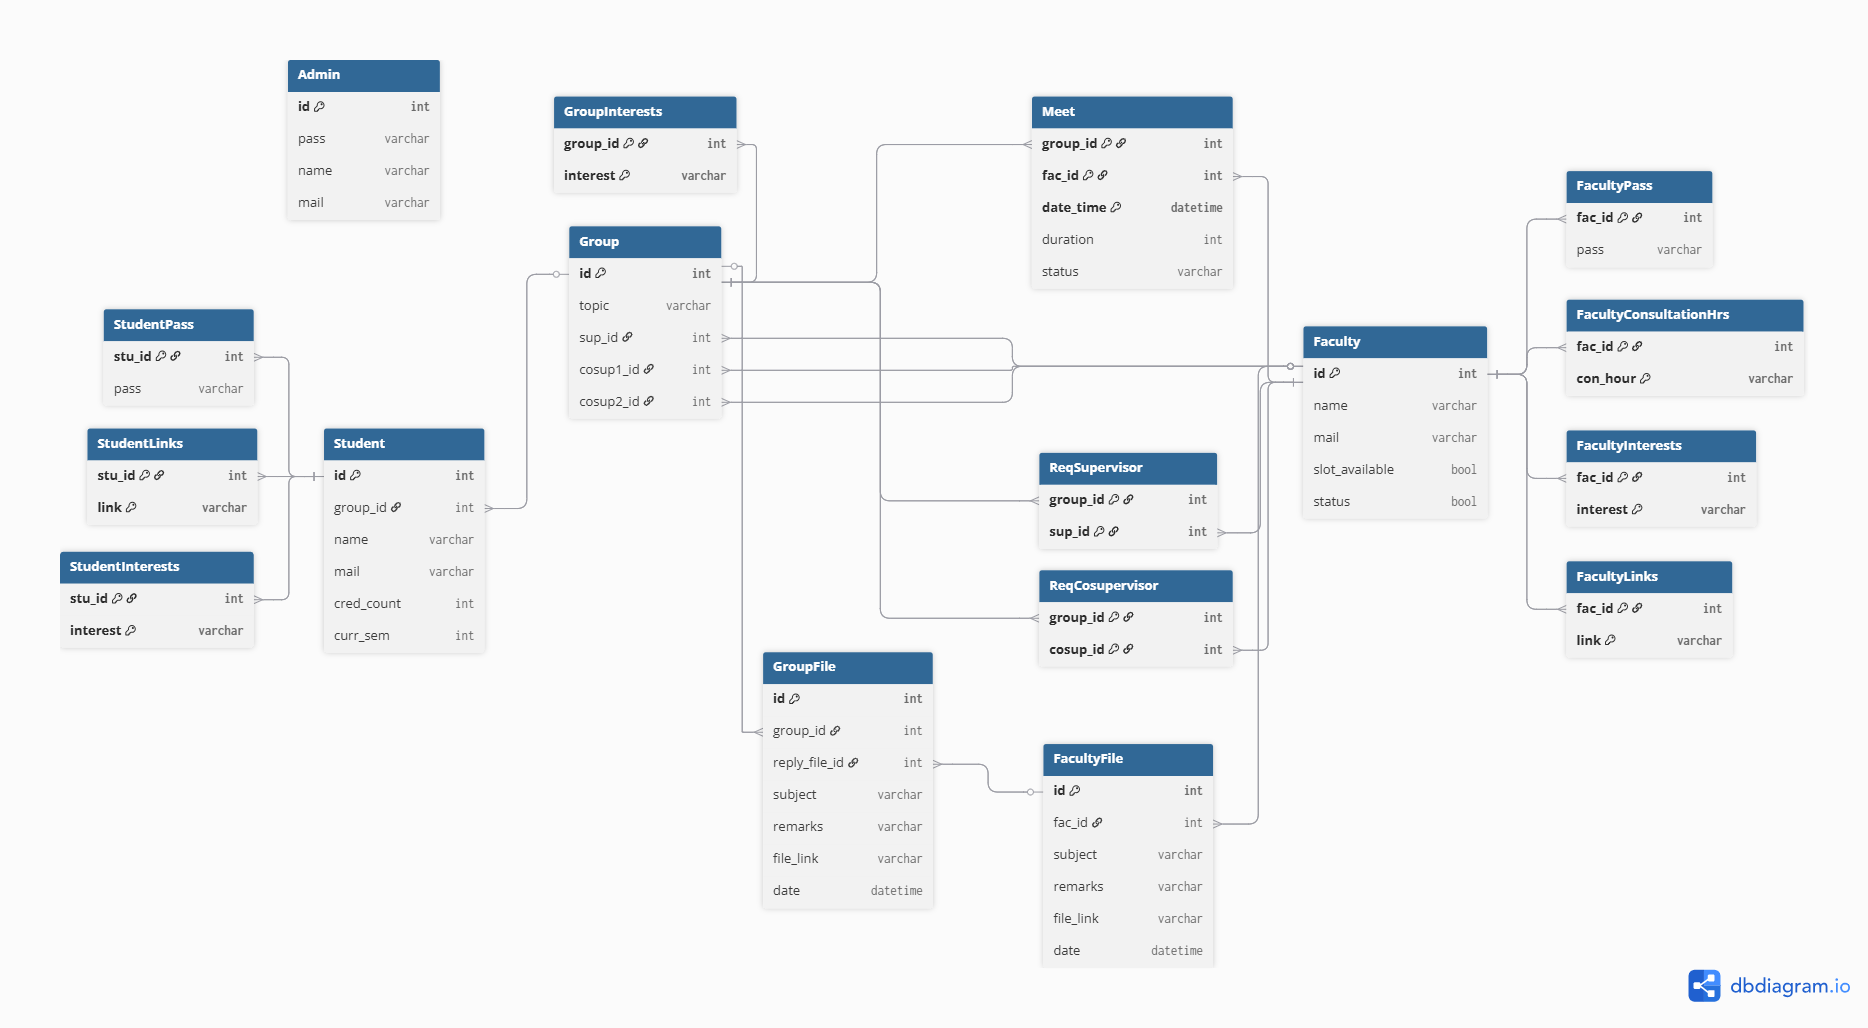 Admin
id int
pass varchar
name varchar
mail varchar
GroupInterests
group_id int
interest varchar
Group
id int
topic varchar
sup_id int
cosup1_id int
cosup2_id int
StudentPass
stu_id int
pass varchar
StudentLinks
stu_id int
link varchar
StudentInterests
stu_id int
interest varchar
Student
id int
group_id int
name varchar
mail varchar
cred_count int
curr_sem int
Meet
group_id int
fac_id int
date_time datetime
duration int
status varchar
ReqSupervisor
group_id int
sup_id int
ReqCosupervisor
group_id int
cosup_id int
GroupFile
id int
group_id int
reply_file_id int
subject varchar
remarks varchar
file_link varchar
date datetime
FacultyFile
id int
fac_id int
subject varchar
remarks varchar
file_link varchar
date datetime
Faculty
id int
name varchar
mail varchar
slot_available bool
status bool
FacultyPass
fac_id int
pass varchar
FacultyConsultationHrs
fac_id int
con_hour varchar
FacultyInterests
fac_id int
interest varchar
FacultyLinks
fac_id int
link varchar
dbdiagram.io